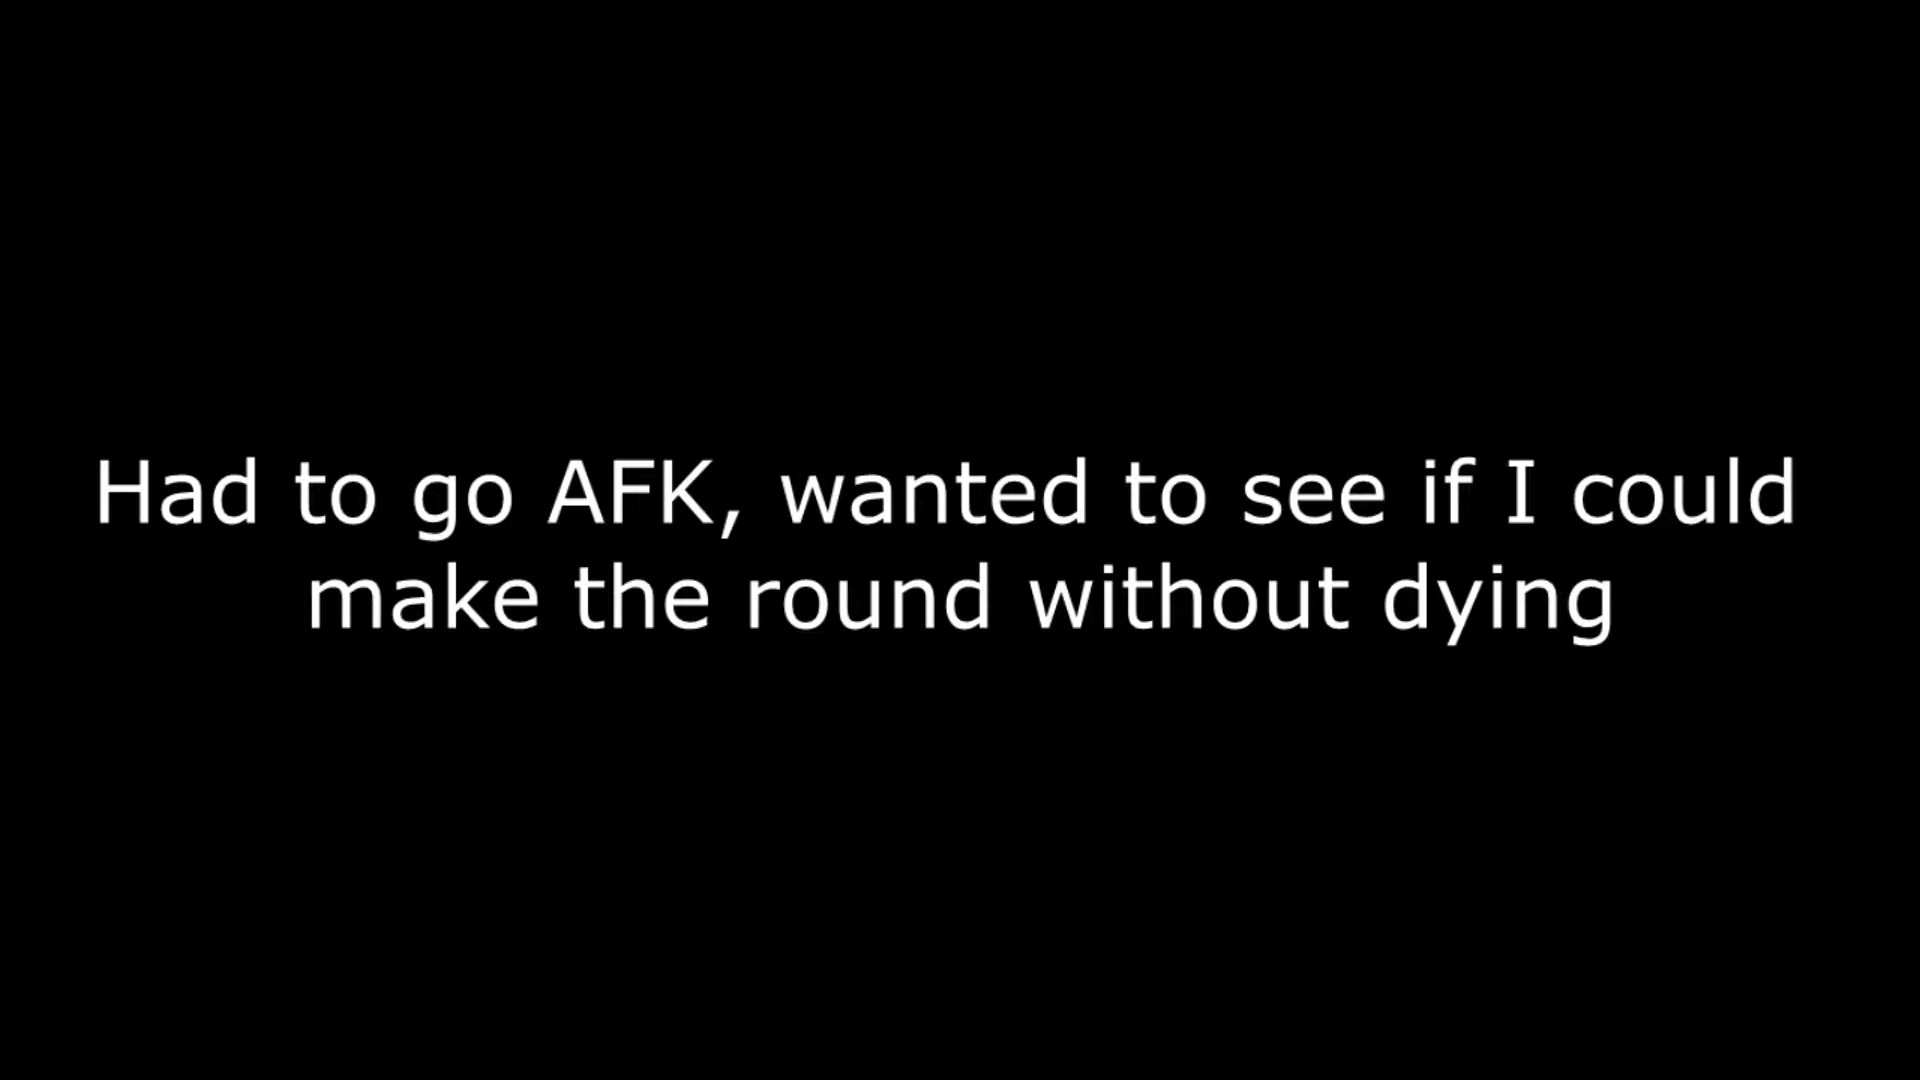 Had to go AFK, wanted to see if I could
make the round without dying